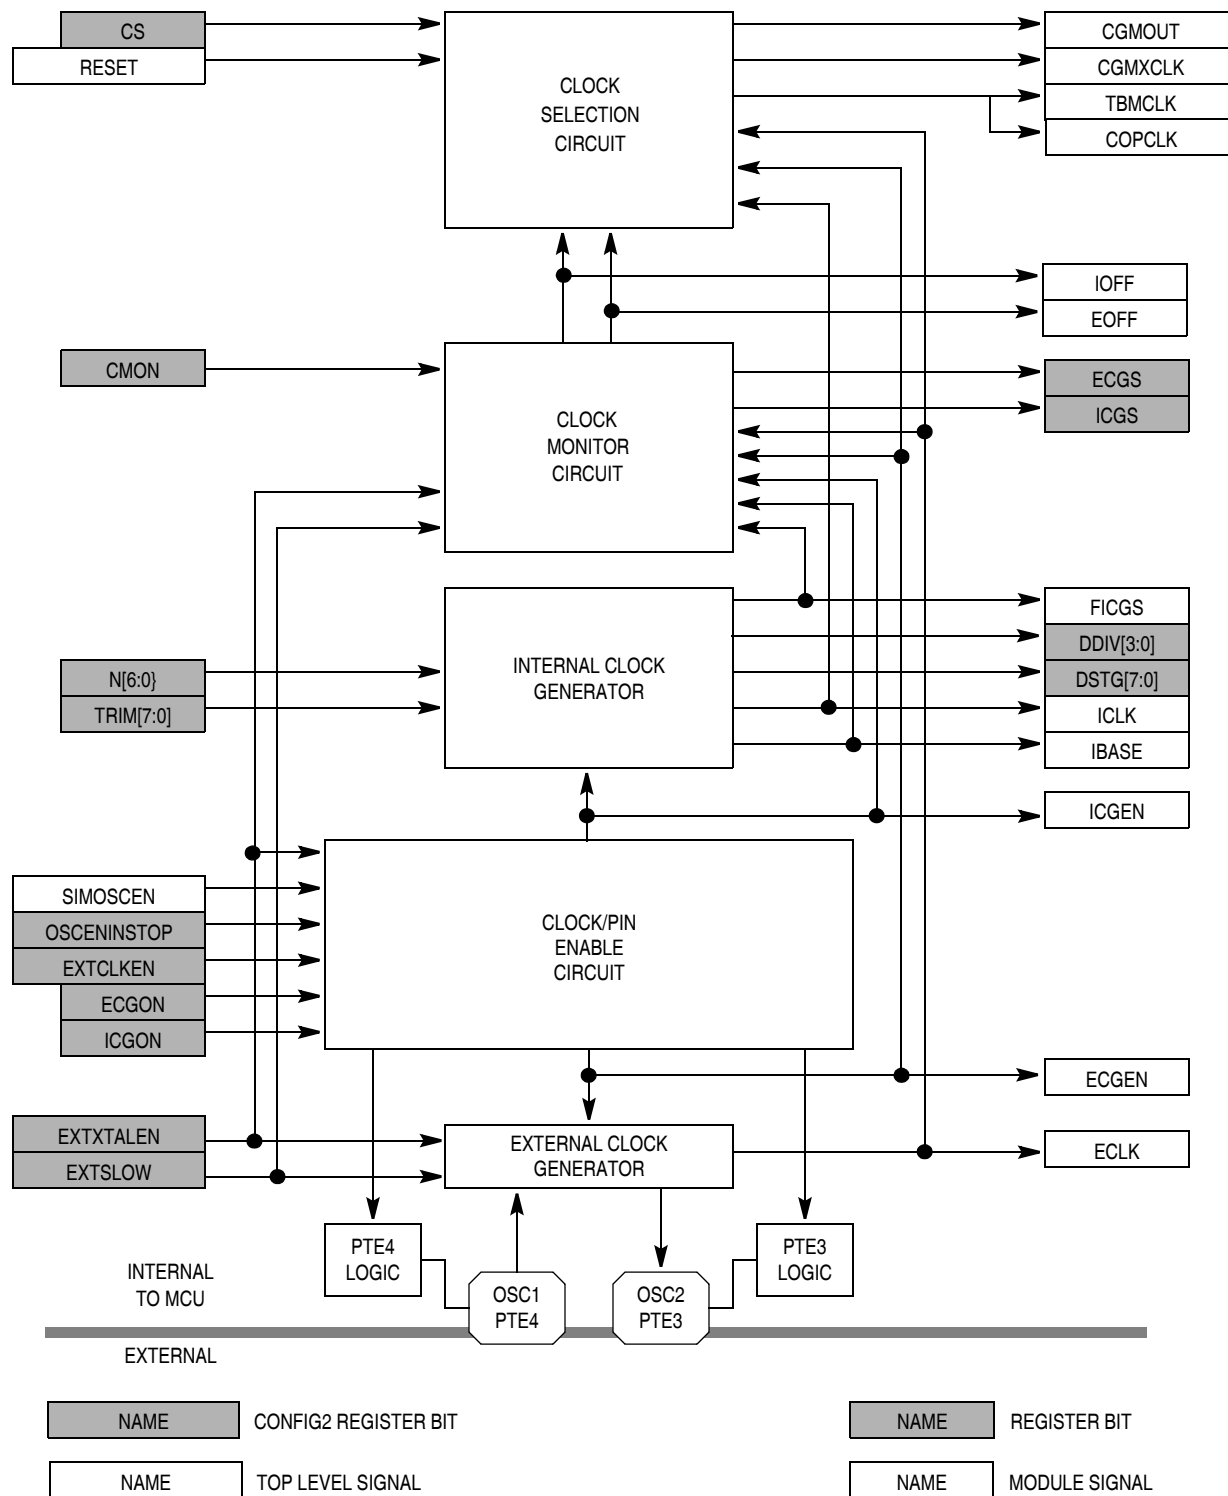 CS
RESET
CLOCK
SELECTION
CIRCUIT
CGMOUT
CGMXCLK
TBMCLK
COPCLK
IOFF
EOFF
CMON
CLOCK
MONITOR
CIRCUIT
ECGS
ICGS
N[6:0}
TRIM[7:0]
INTERNAL CLOCK
GENERATOR
FICGS
DDIV[3:0]
DSTG[7:0]
ICLK
IBASE
ICGEN
SIMOSCEN
OSCENINSTOP
EXTCLKEN
ECGON
ICGON
CLOCK/PIN
ENABLE
CIRCUIT
ECGEN
EXTXTALEN
EXTSLOW
EXTERNAL CLOCK
GENERATOR
ECLK
PTE4
LOGIC
OSC1
PTE4
OSC2
PTE3
PTE3
LOGIC
INTERNAL
TO MCU
EXTERNAL
NAME CONFIG2 REGISTER BIT
NAME REGISTER BIT
NAME TOP LEVEL SIGNAL
NAME MODULE SIGNAL